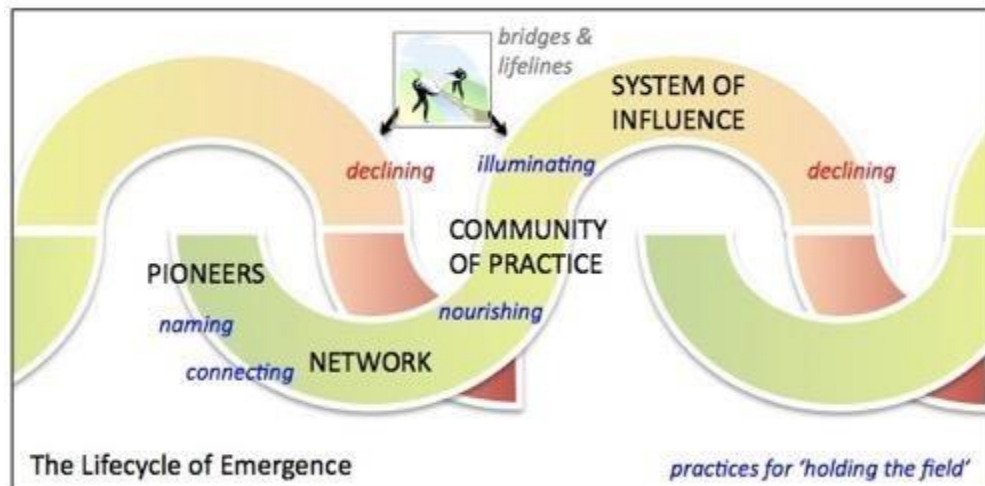 bridges &
lifelines
SYSTEM OF
INFLUENCE
declining
illuminating
declining
COMMUNITY
OF PRACTICE
PIONEERS
nourishing
naming
NETWORK
connecting
The Lifecycle of Emergence
practices for 'holding the field'